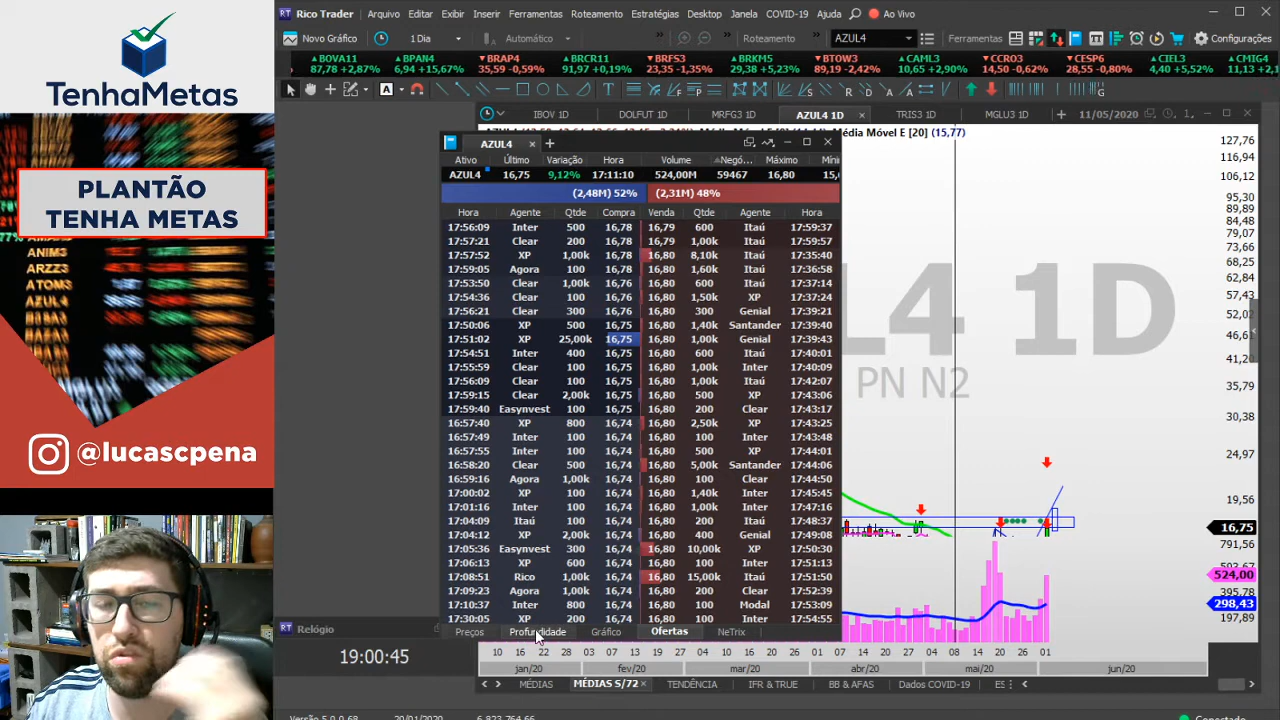 TenhaMetas
PLANTÃO
TENHA METAS
ANIM3
ARZZ3
ATOM3
AZUL4
@lucascpena
Rico Trader Arquivo Editar Exibir Inserir Ferramentas Roteamento Estratégias Desktop Janela COVID-19 Ajuda Ao Vivo
Novo Gráfico 1 Dia Automático Roteamento AZUL4 Ferramentas Configurações
BOVA11 BPAN4 BRAP4 BRCR11 BRFS3 BRKM5 BTOW3 CAML3 CCRO3 CESP6 CIEL3 CMIG4
87,78 +2,87% 6,94 +15,67% 35,59 -0,59% 91,97 +0,19% 23,35 -1,35% 29,38 +5,23% 89,19 -2,42% 10,65 +2,90% 14,50 -0,62% 28,55 -0,80% 4,40 +5,52% 11,13 +2,1
IBOV 1D DOLFUT 1D MRFG3 1D AZUL4 1D TRIS3 1D MGLU3 1D 11/05/2020
Média Móvel E [20] (15,77)
AZUL4
Ativo Último Variação Hora Volume Negó... Máximo Míni
AZUL4 16,75 9,12% 17:11:10 524,00M 59467 16,80 15,
(2,48M) 52% (2,31M) 48%
Hora Agente Qtde Compra Venda Qtde Agente Hora
17:56:09 Inter 500 16,78 16,79 600 Itaú 17:59:37
17:57:21 Clear 200 16,78 16,79 1,00k Itaú 17:59:57
17:57:52 XP 1,00k 16,78 16,80 8,10k Itaú 17:35:40
17:59:05 Agora 100 16,78 16,80 1,60k Itaú 17:36:58
17:53:50 Clear 1,00k 16,76 16,80 600 Itaú 17:37:14
17:54:36 Clear 100 16,76 16,80 1,50k XP 17:37:24
17:56:21 Clear 300 16,76 16,80 300 Genial 17:39:21
17:50:06 XP 500 16,75 16,80 1,40k Santander 17:39:40
17:51:02 XP 25,00k 16,75 16,80 1,00k Genial 17:39:43
17:54:51 Inter 400 16,75 16,80 600 Itaú 17:40:01
17:55:59 Clear 100 16,75 16,80 1,00k Inter 17:40:09
17:56:09 Clear 100 16,75 16,80 1,00k Itaú 17:42:07
17:59:15 Clear 2,00k 16,75 16,80 500 XP 17:43:06
17:59:40 Easynvest 100 16,75 16,80 200 Clear 17:43:17
16:57:40 XP 800 16,74 16,80 2,50k XP 17:43:25
16:57:49 Inter 100 16,74 16,80 100 Inter 17:43:48
16:57:55 Inter 100 16,74 16,80 500 XP 17:44:01
16:58:20 Clear 500 16,74 16,80 5,00k Santander 17:44:06
16:59:16 Agora 1,00k 16,74 16,80 100 Clear 17:44:50
17:00:02 XP 100 16,74 16,80 1,40k Inter 17:45:45
17:01:16 Inter 100 16,74 16,80 100 Inter 17:47:16
17:04:09 Itaú 100 16,74 16,80 200 Itaú 17:48:37
17:04:12 XP 2,00k 16,74 16,80 400 Genial 17:49:08
17:05:36 Easynvest 300 16,74 16,80 10,00k XP 17:50:30
17:06:13 XP 600 16,74 16,80 100 Inter 17:51:13
17:08:51 Rico 1,00k 16,74 16,80 15,00k Itaú 17:51:50
17:09:23 Agora 1,00k 16,74 16,80 200 Clear 17:52:39
17:10:37 Inter 800 16,74 16,80 100 Modal 17:53:09
17:30:05 XP 200 16,74 16,80 100 Inter 17:54:55
Preços Profundidade Gráfico Ofertas NeTrix
L4 1D
PN N2
127,76
116,94
106,12
95,30
89,89
84,48
79,07
73,66
68,25
62,84
57,43
52,02
46,61
41,20
35,79
30,38
24,97
19,56
16,75
791,56
524,00
395,78
298,43
197,89
Relógio
19:00:45
10 16 22 28 03 07 13 19 27 04 10 16 20 26 01 07 13 17 24 30 07 14 20 26 01
jan/20 fev/20 mar/20 abr/20 mai/20 jun/20
MÉDIAS MÉDIAS S/72 TENDÊNCIA IFR & TRUE BB & AFAS Dados COVID-19 ES
Versão 5.0.0.68 20/01/2020 6.823.764,66 Conectado